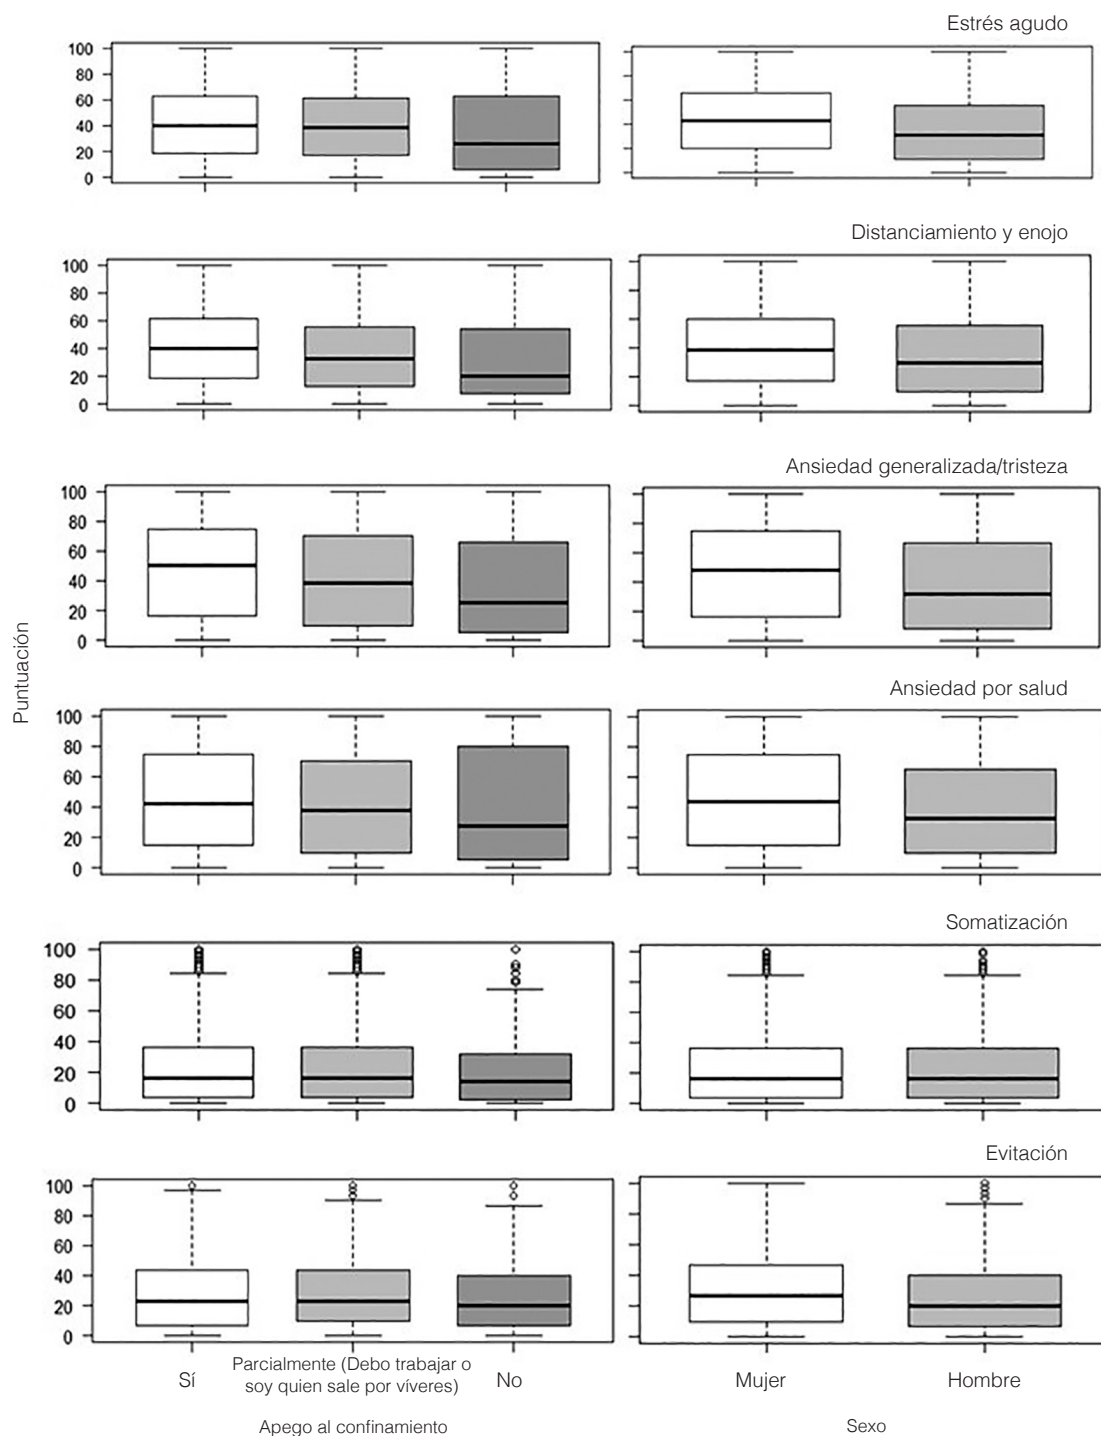 Estrés agudo
100
80
60
40
20
0
Distanciamiento y enojo
100
80
60
40
20
0
Ansiedad generalizada/tristeza
100
80
60
40
20
0
Puntuación
Ansiedad por salud
100
80
60
40
20
0
Somatización
100
80
60
40
20
0
Evitación
100
80
60
40
20
0
Sí
Parcialmente (Debo trabajar o
soy quien sale por víveres)
No
Mujer
Hombre
Apego al confinamiento
Sexo